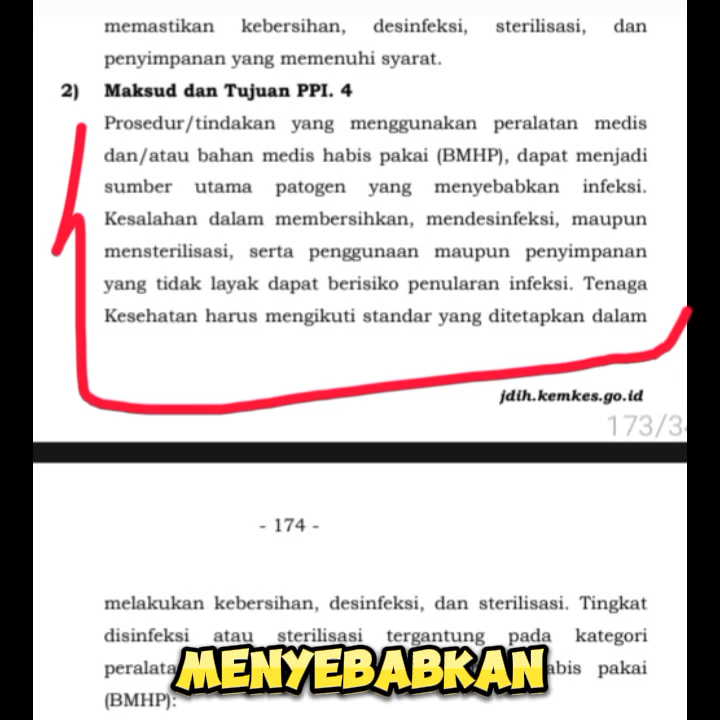 memastikan kebersihan, desinfeksi, sterilisasi, dan
penyimpanan yang memenuhi syarat.
2) Maksud dan Tujuan PPI. 4
Prosedur/tindakan yang menggunakan peralatan medis
dan/atau bahan medis habis pakai (BMHP), dapat menjadi
sumber utama patogen yang menyebabkan infeksi.
Kesalahan dalam membersihkan, mendesinfeksi, maupun
mensterilisasi, serta penggunaan maupun penyimpanan
yang tidak layak dapat berisiko penularan infeksi. Tenaga
Kesehatan harus mengikuti standar yang ditetapkan dalam
jdih.kemkes.go.id
173/3
- 174 -
melakukan kebersihan, desinfeksi, dan sterilisasi. Tingkat
disinfeksi atau sterilisasi tergantung pada kategori
pakai
MENYEBABKAN
(BMHP):